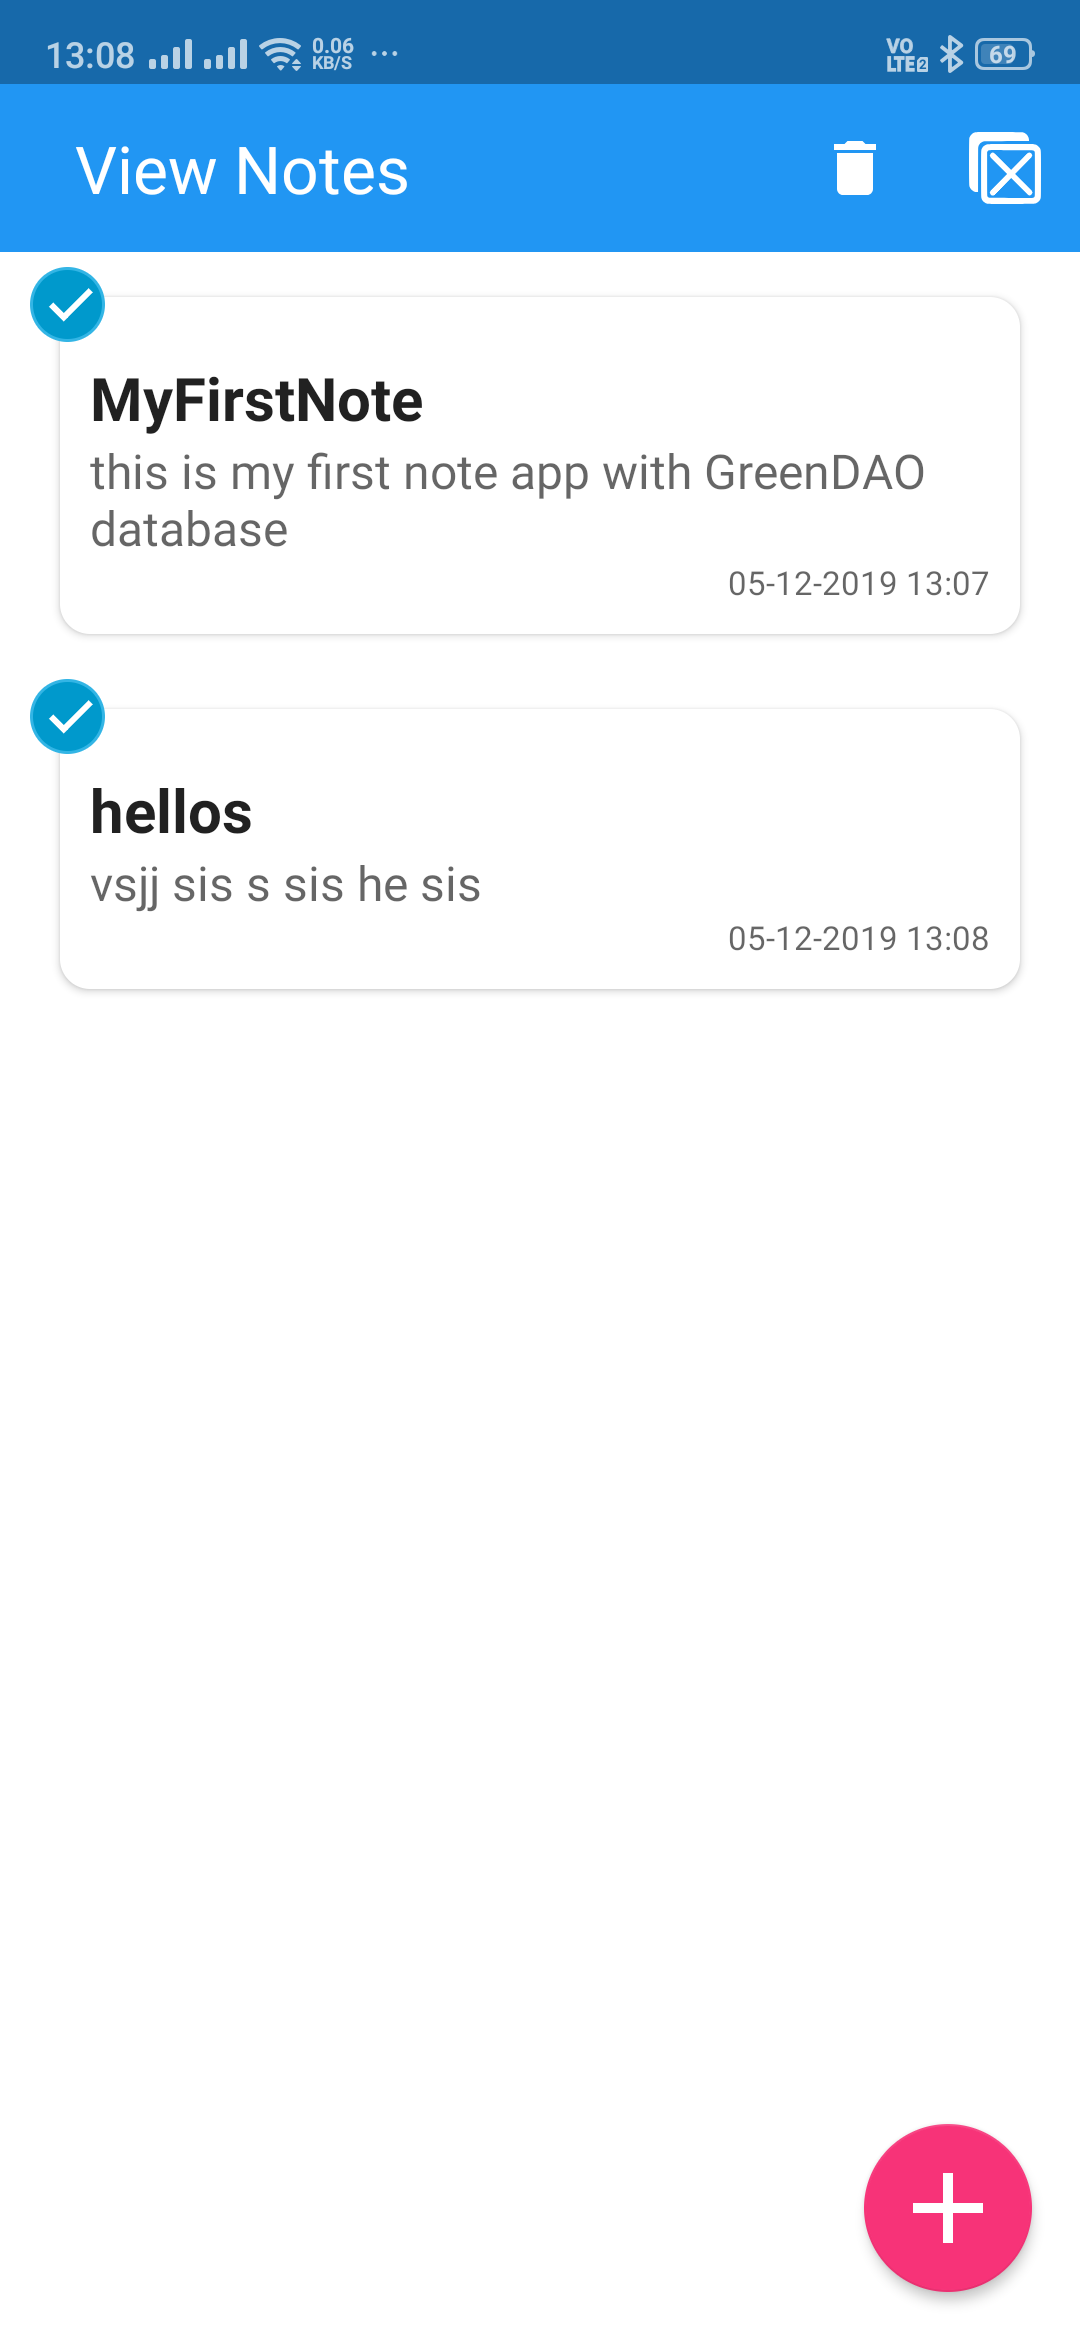 13:08 0.06 KB/S ... VO LTE 2 69
View Notes
MyFirstNote
this is my first note app with GreenDAO
database
05-12-2019 13:07
hellos
vsjj sis s sis he sis
05-12-2019 13:08